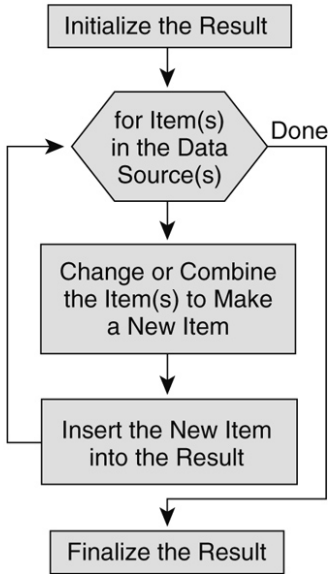 Initialize the Result
for Item(s)
in the Data
Source(s)
Done
Change or Combine
the Item(s) to Make
a New Item
Insert the New Item
into the Result
Finalize the Result